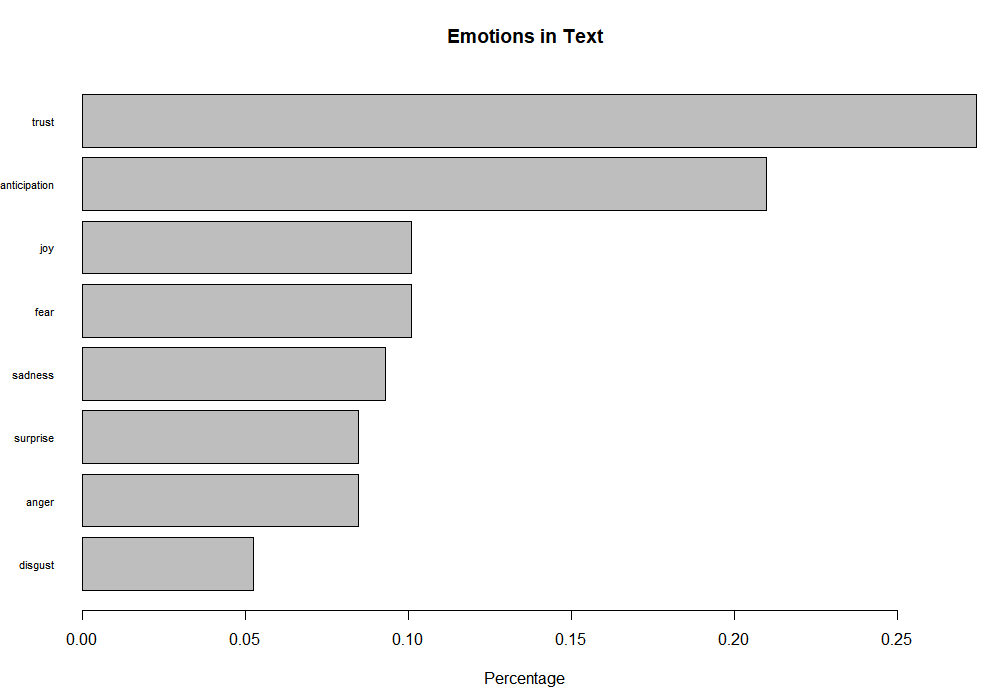 Emotions in Text
trust
anticipation
joy
fear
sadness
surprise
anger
disgust
0.00 0.05 0.10 0.15 0.20 0.25
Percentage